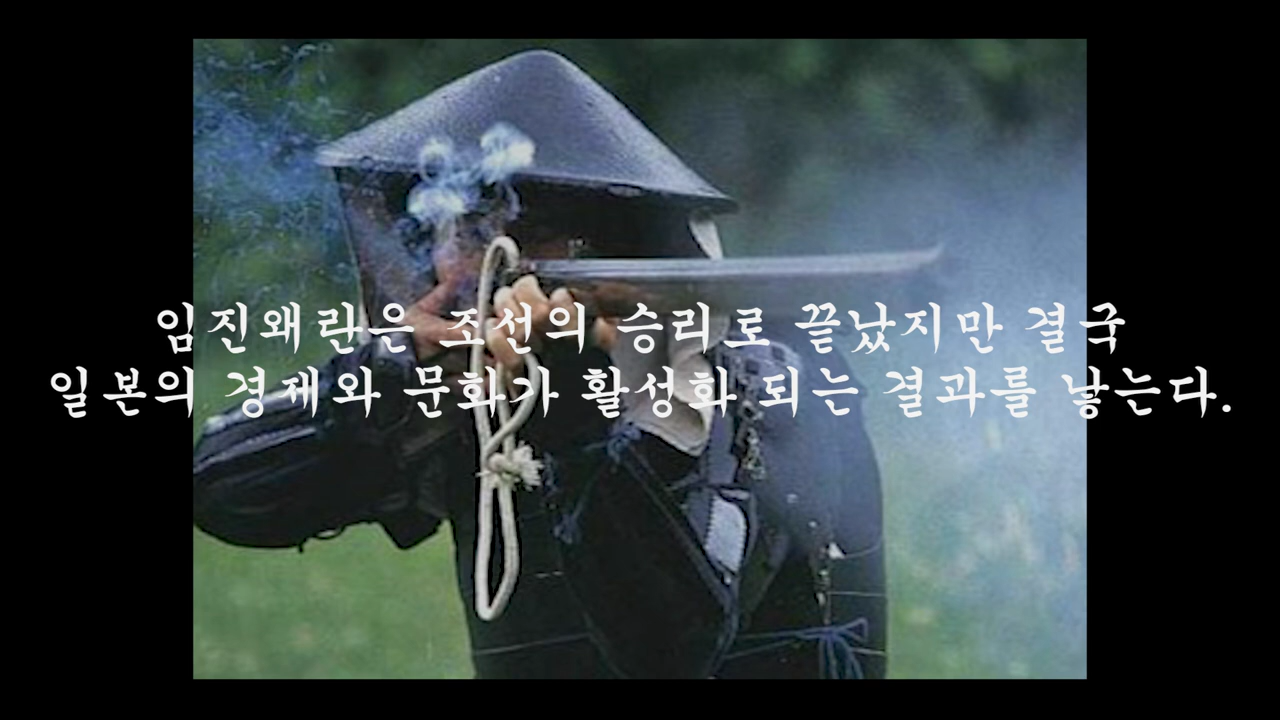 임진왜란은 조선의 승리로 끝났지만 결국
일본의 경제와 문화가 활성화 되는 결과를 낳는다.